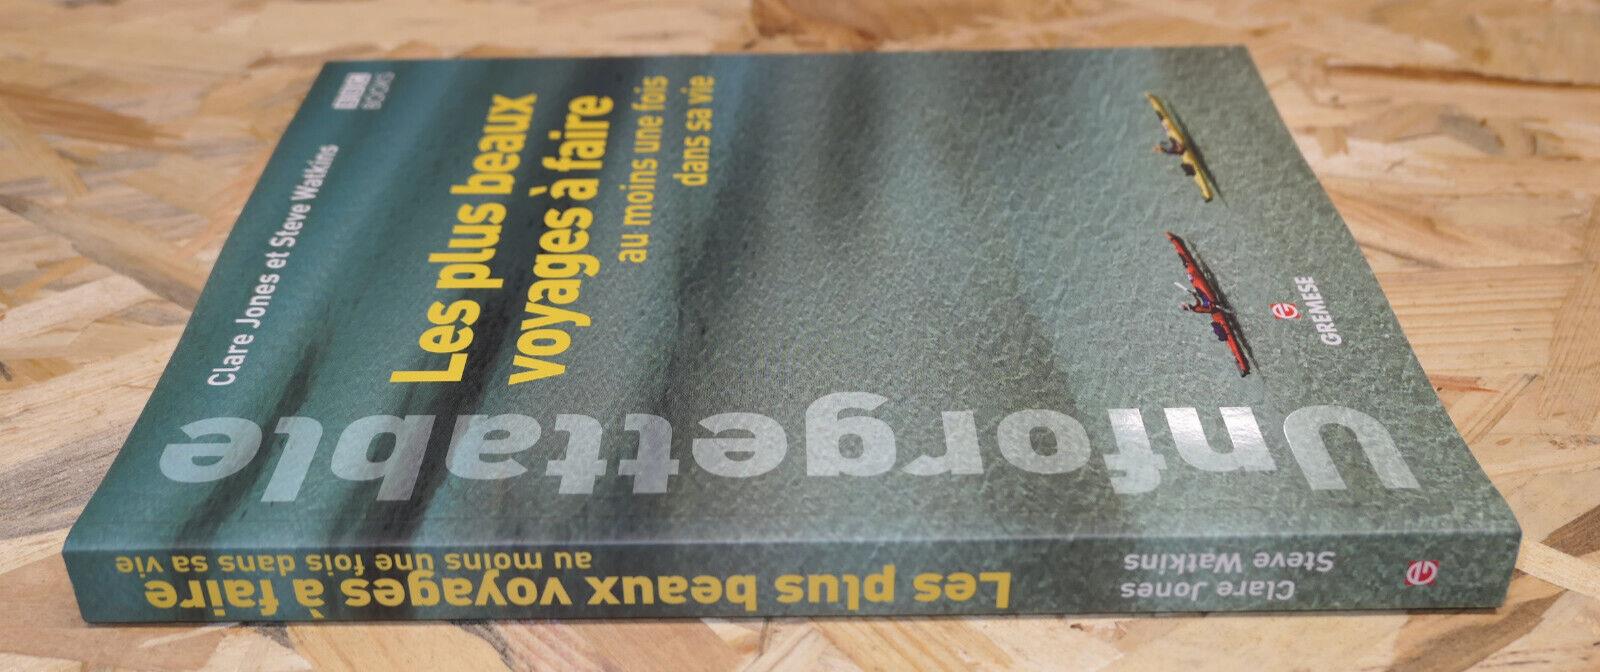 BBC
BOOKS
Clare Jones et Steve Watkins
Les plus beaux
voyages à faire
au moins une fois
dans sa vie
Unforgettable
GREMESE
Les plus beaux voyages à faire
au moins une fois dans sa vie
Clare Jones
Steve Watkins